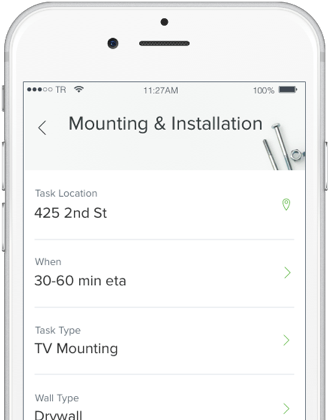 TR 11:27AM 100%
Mounting & Installation
Task Location
425 2nd St
When
30-60 min eta
Task Type
TV Mounting
Wall Type
Drywall